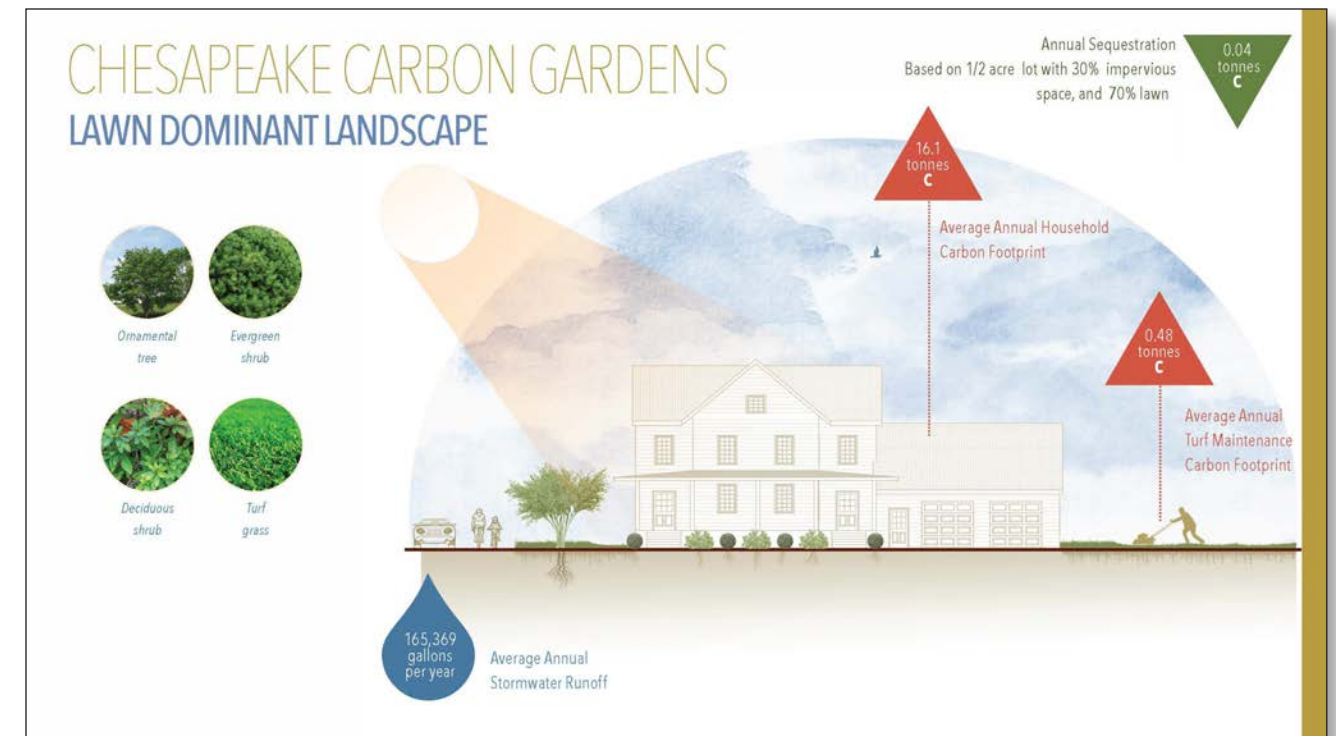 CHESAPEAKE CARBON GARDENS
LAWN DOMINANT LANDSCAPE
Annual Sequestration
Based on 1/2 acre lot with 30% impervious
space, and 70% lawn
0.04
tonnes
C
16.1
tonnes
C
Average Annual Household
Carbon Footprint
0.48
tonnes
C
Average Annual
Turf Maintenance
Carbon Footprint
Ornamental
tree
Evergreen
shrub
Deciduous
shrub
Turf
grass
165,369
gallons
per year
Average Annual
Stormwater Runoff